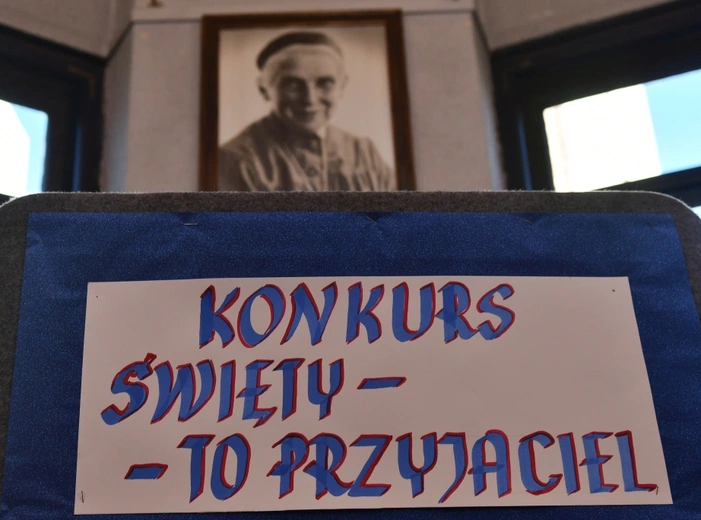 KONKURS
ŚWIĘTY -
- TO PRZYJACIEL